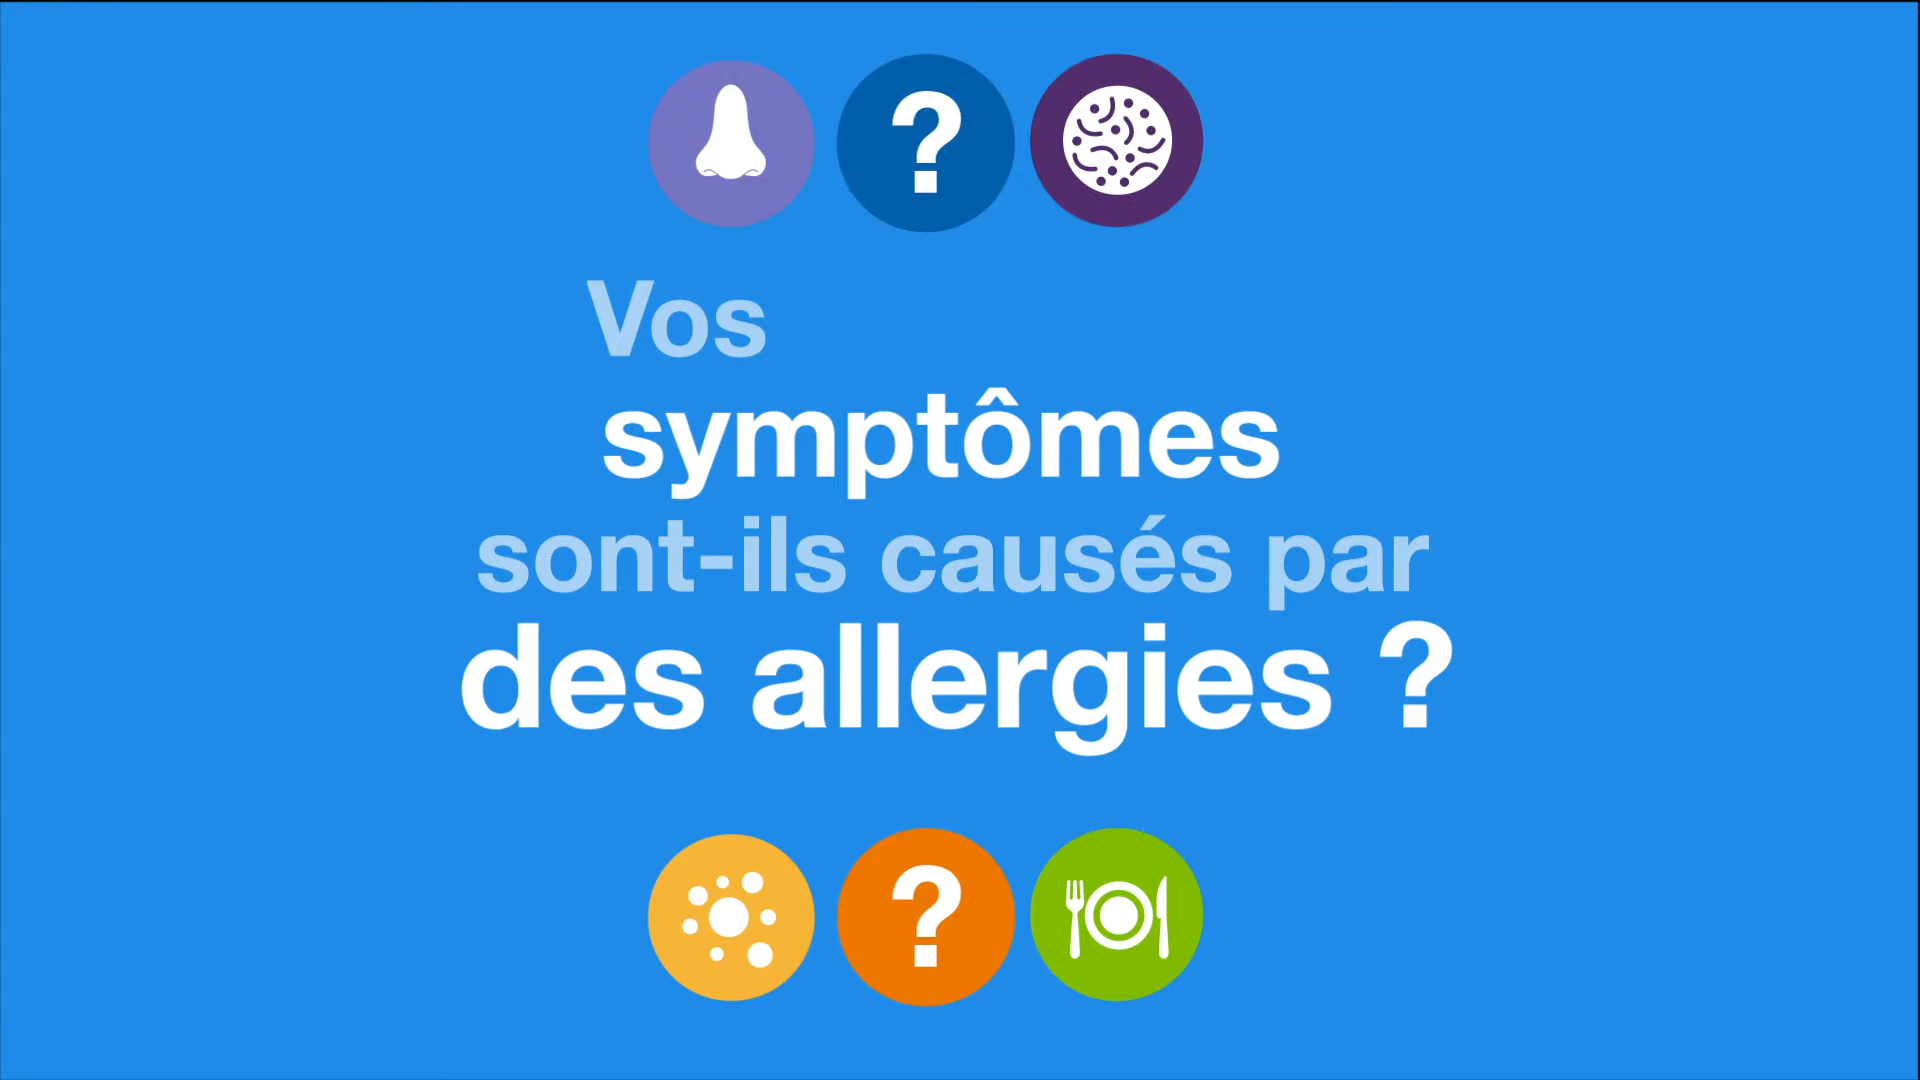 ?
Vos
symptômes
sont-ils causés par
des allergies ?
?